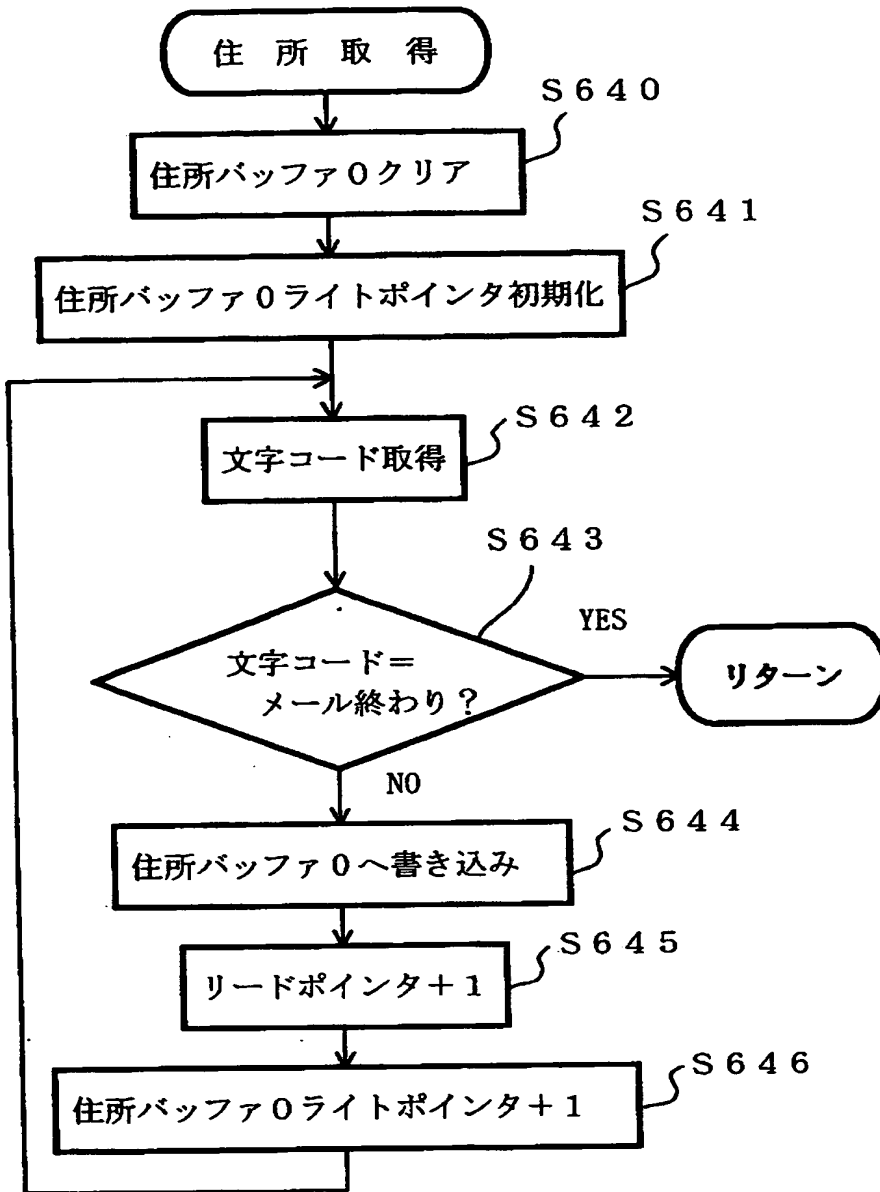 住所取得
S640
住所バッファ0クリア
S641
住所バッファ0ライトポインタ初期化
S642
文字コード取得
S643
文字コード=
メール終わり?
YES
リターン
NO
S644
住所バッファ0へ書き込み
S645
リードポインタ+1
S646
住所バッファ0ライトポインタ+1